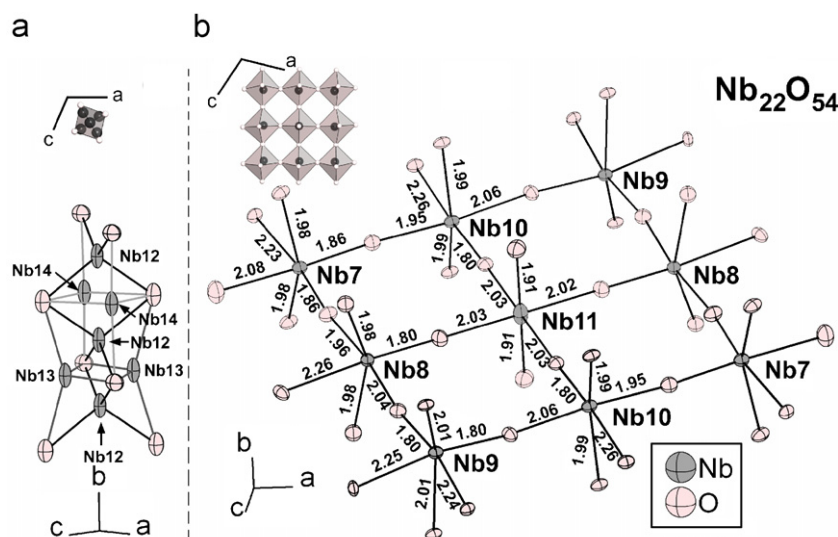 a
b
a
c
a
c
Nb22O54
Nb12
Nb14
Nb14
Nb12
Nb13
Nb13
Nb12
b
c
a
1.98
2.23
1.86
2.08
1.98
1.86
Nb7
1.99
2.26
1.95
2.06
1.99
1.80
Nb10
Nb9
1.98
1.96
1.80
2.26
1.98
2.04
Nb8
1.91
2.03
2.03
2.02
1.91
2.03
Nb11
Nb8
2.01
1.80
1.80
2.25
2.01
2.24
Nb9
1.99
1.80
2.06
1.95
1.99
2.26
Nb10
Nb7
b
a
c
Nb
O